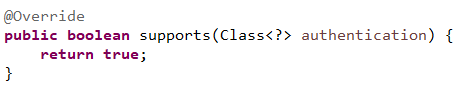 @Override
public boolean supports(Class<?> authentication) {
    return true;
}